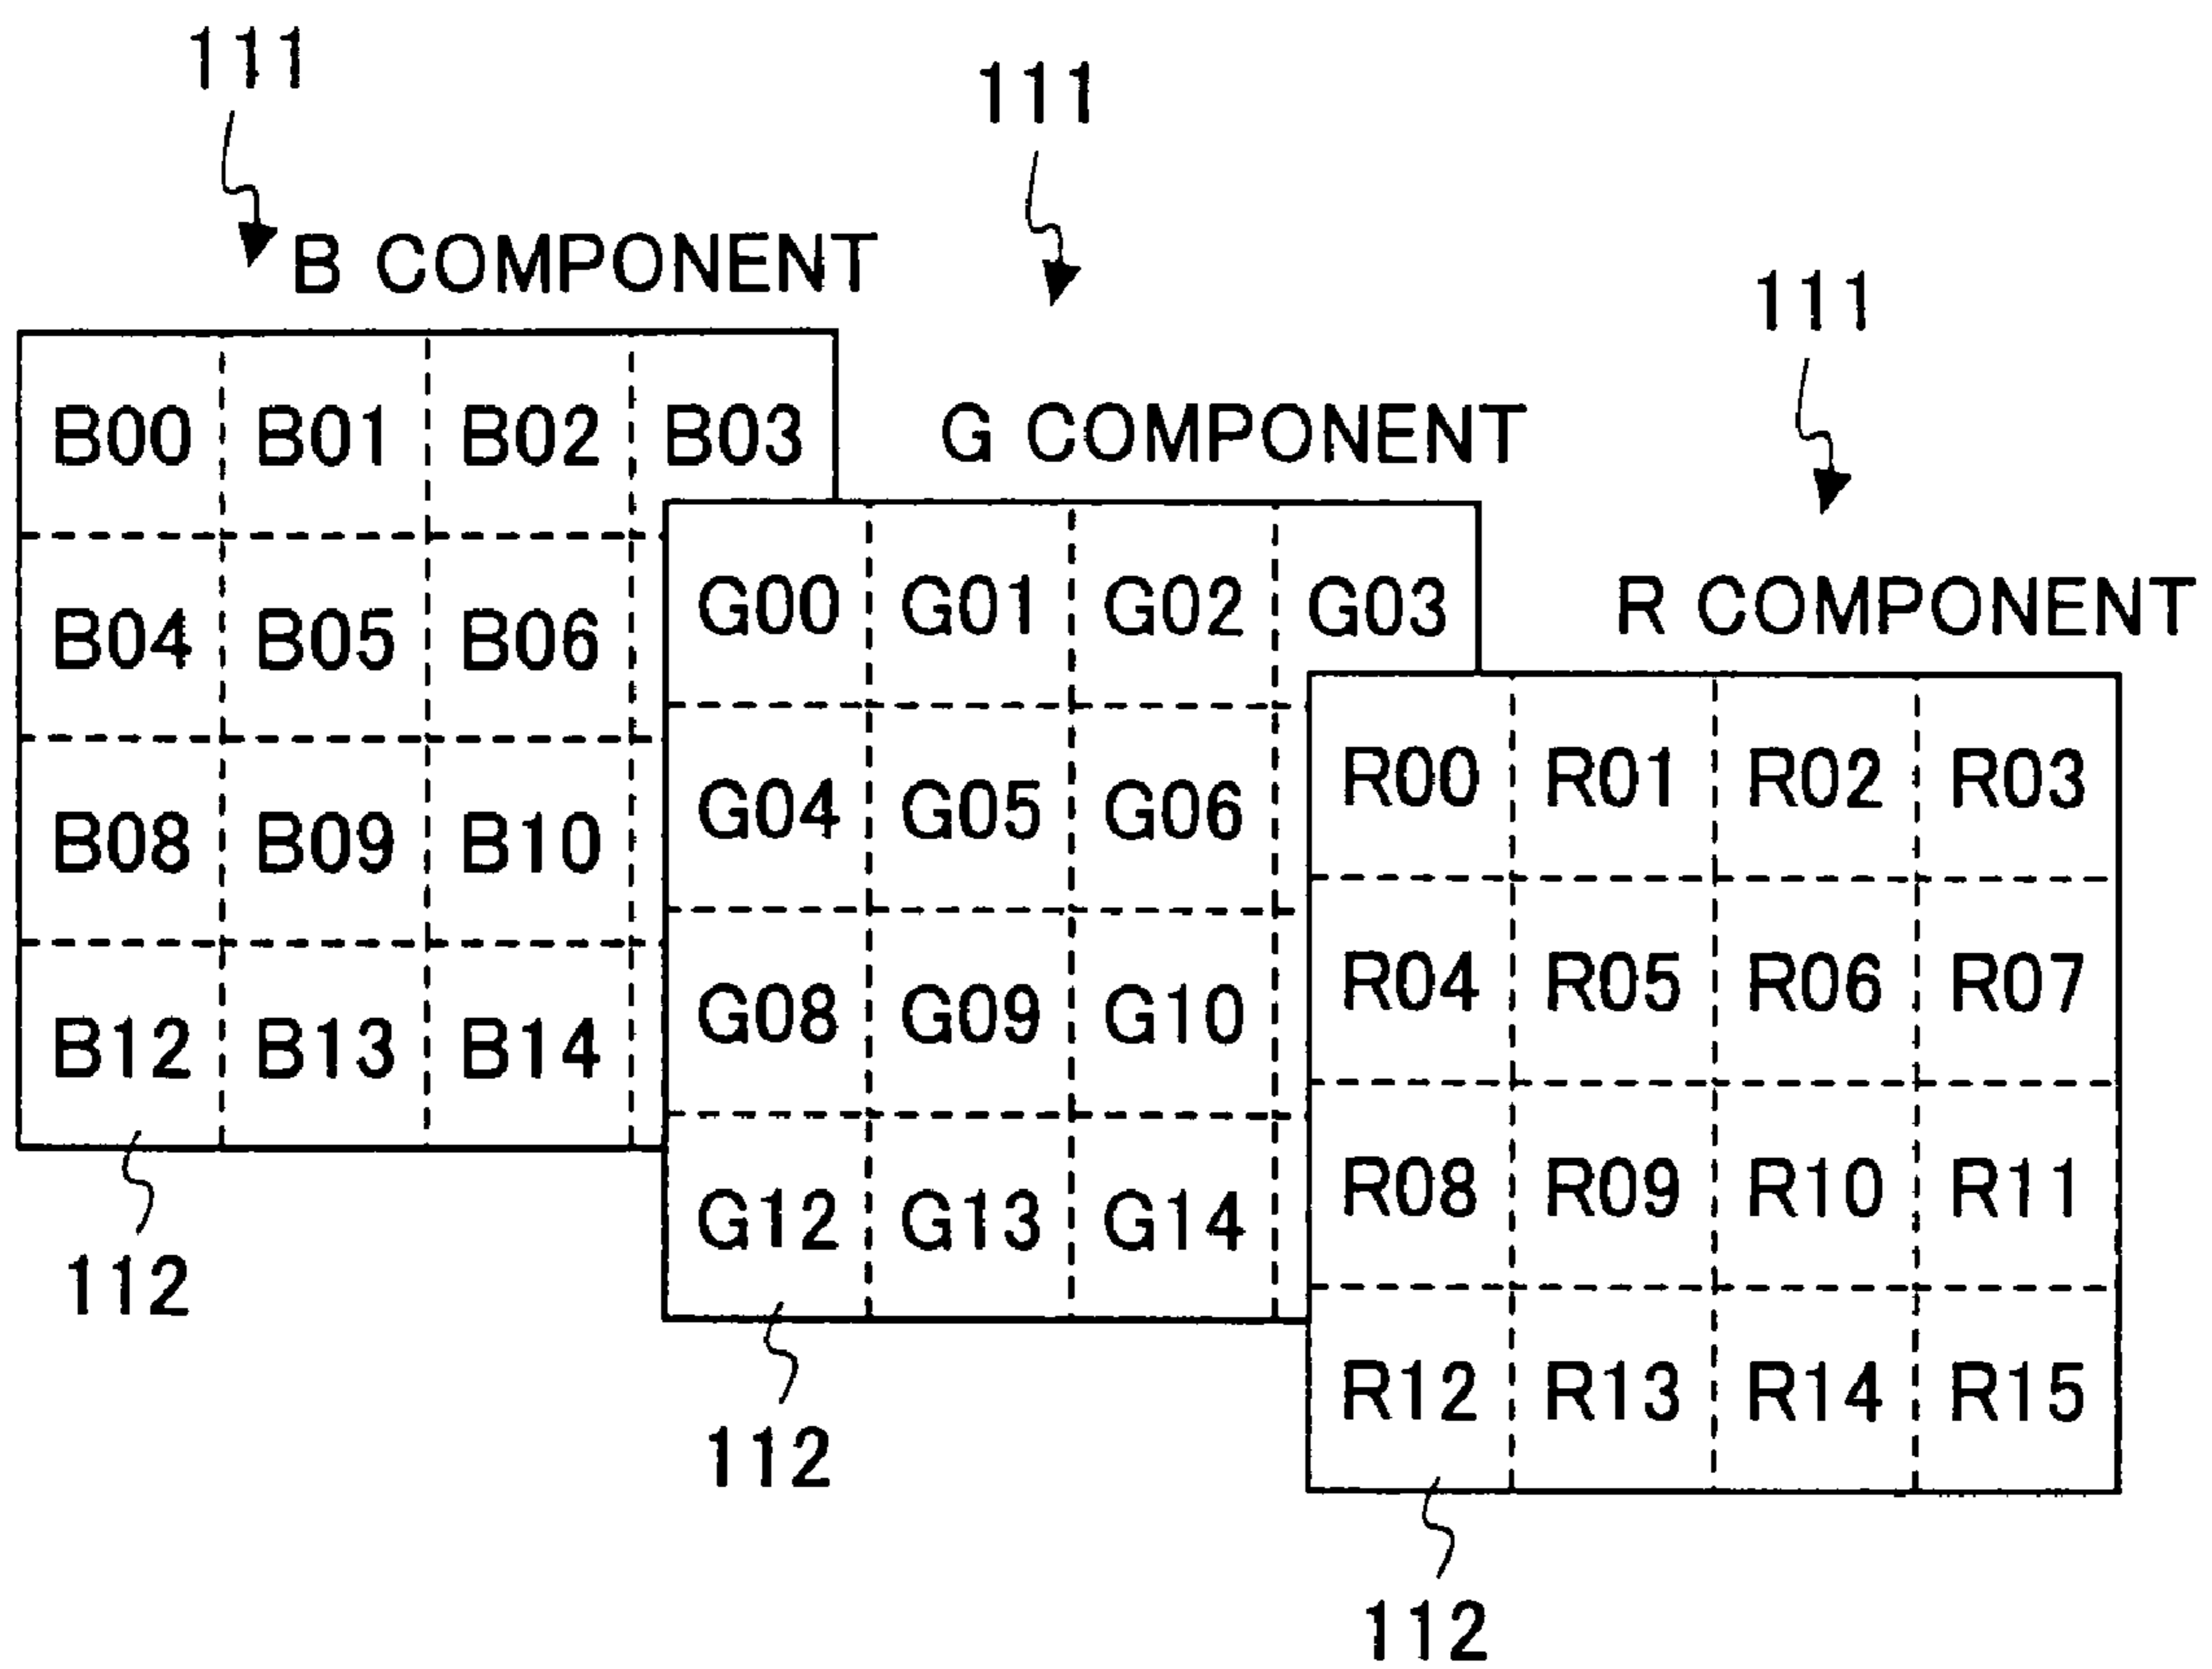 111
111
111
B COMPONENT
B00 B01 B02 B03
B04 B05 B06
B08 B09 B10
B12 B13 B14
112
G COMPONENT
G00 G01 G02 G03
G04 G05 G06
G08 G09 G10
G12 G13 G14
112
R COMPONENT
R00 R01 R02 R03
R04 R05 R06 R07
R08 R09 R10 R11
R12 R13 R14 R15
112